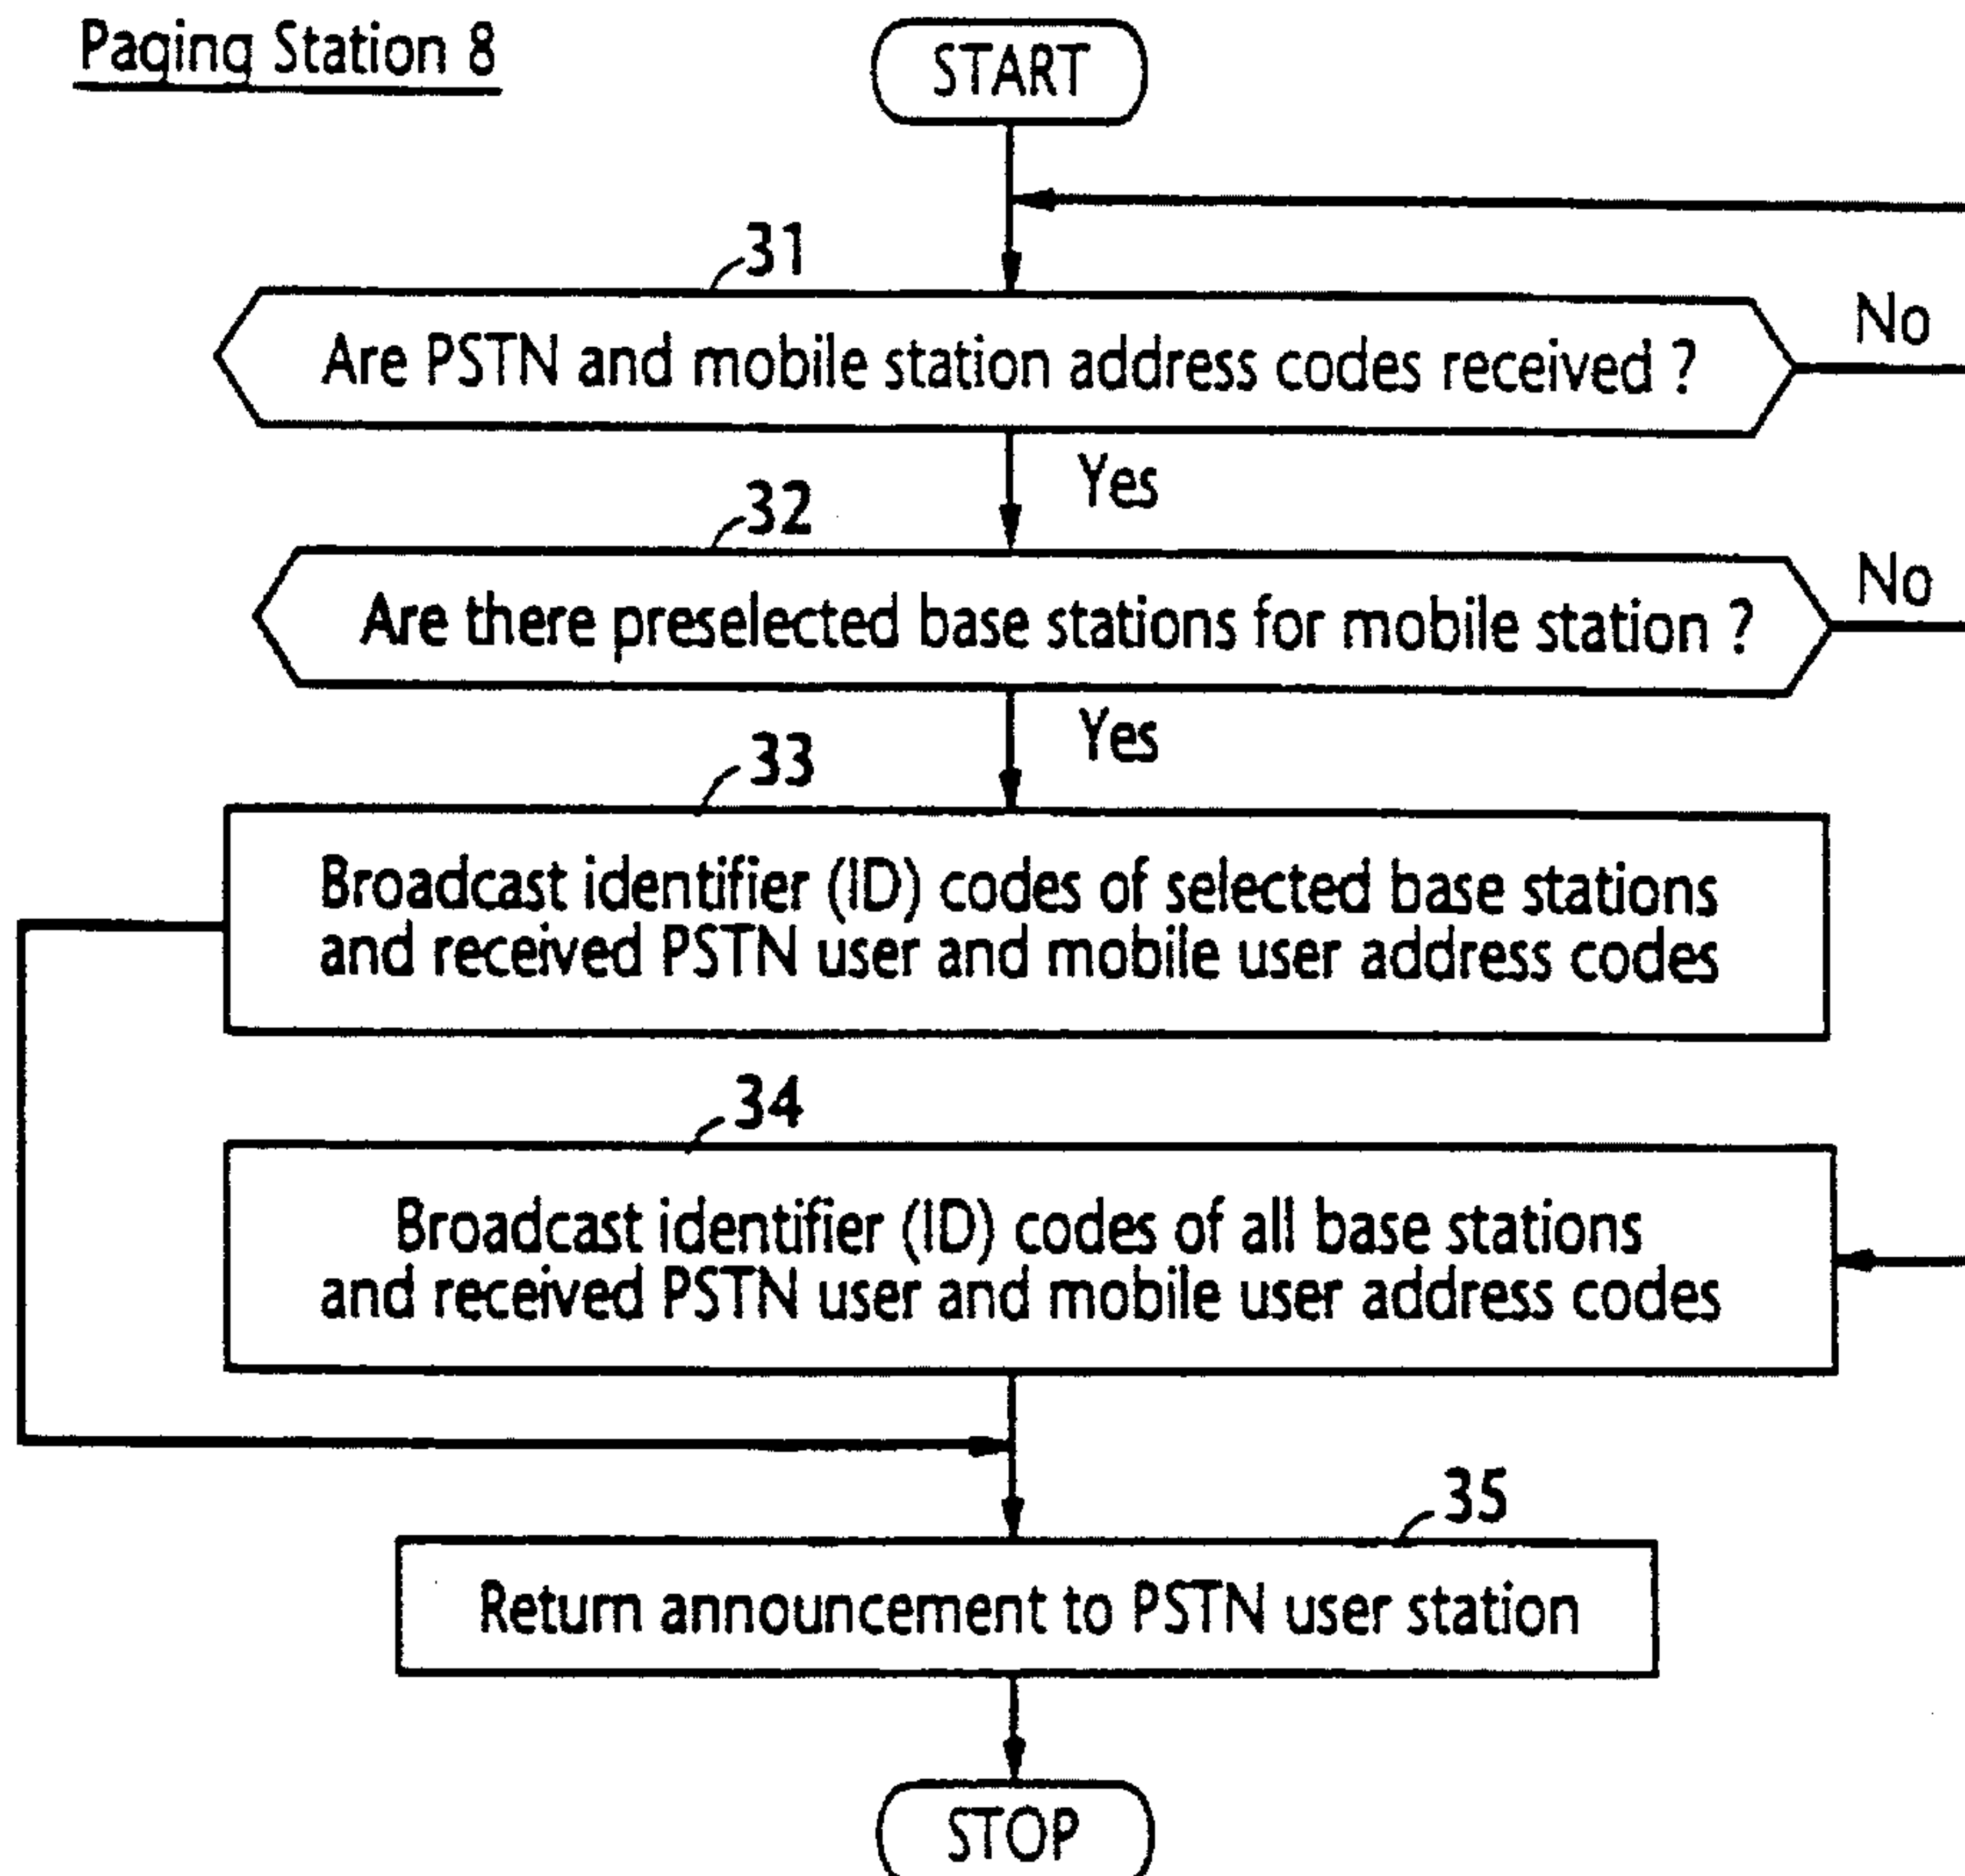 Paging Station 8
START
31
Are PSTN and mobile station address codes received ?
No
Yes
32
Are there preselected base stations for mobile station ?
No
Yes
33
Broadcast identifier (ID) codes of selected base stations
and received PSTN user and mobile user address codes
34
Broadcast identifier (ID) codes of all base stations
and received PSTN user and mobile user address codes
35
Return announcement to PSTN user station
STOP